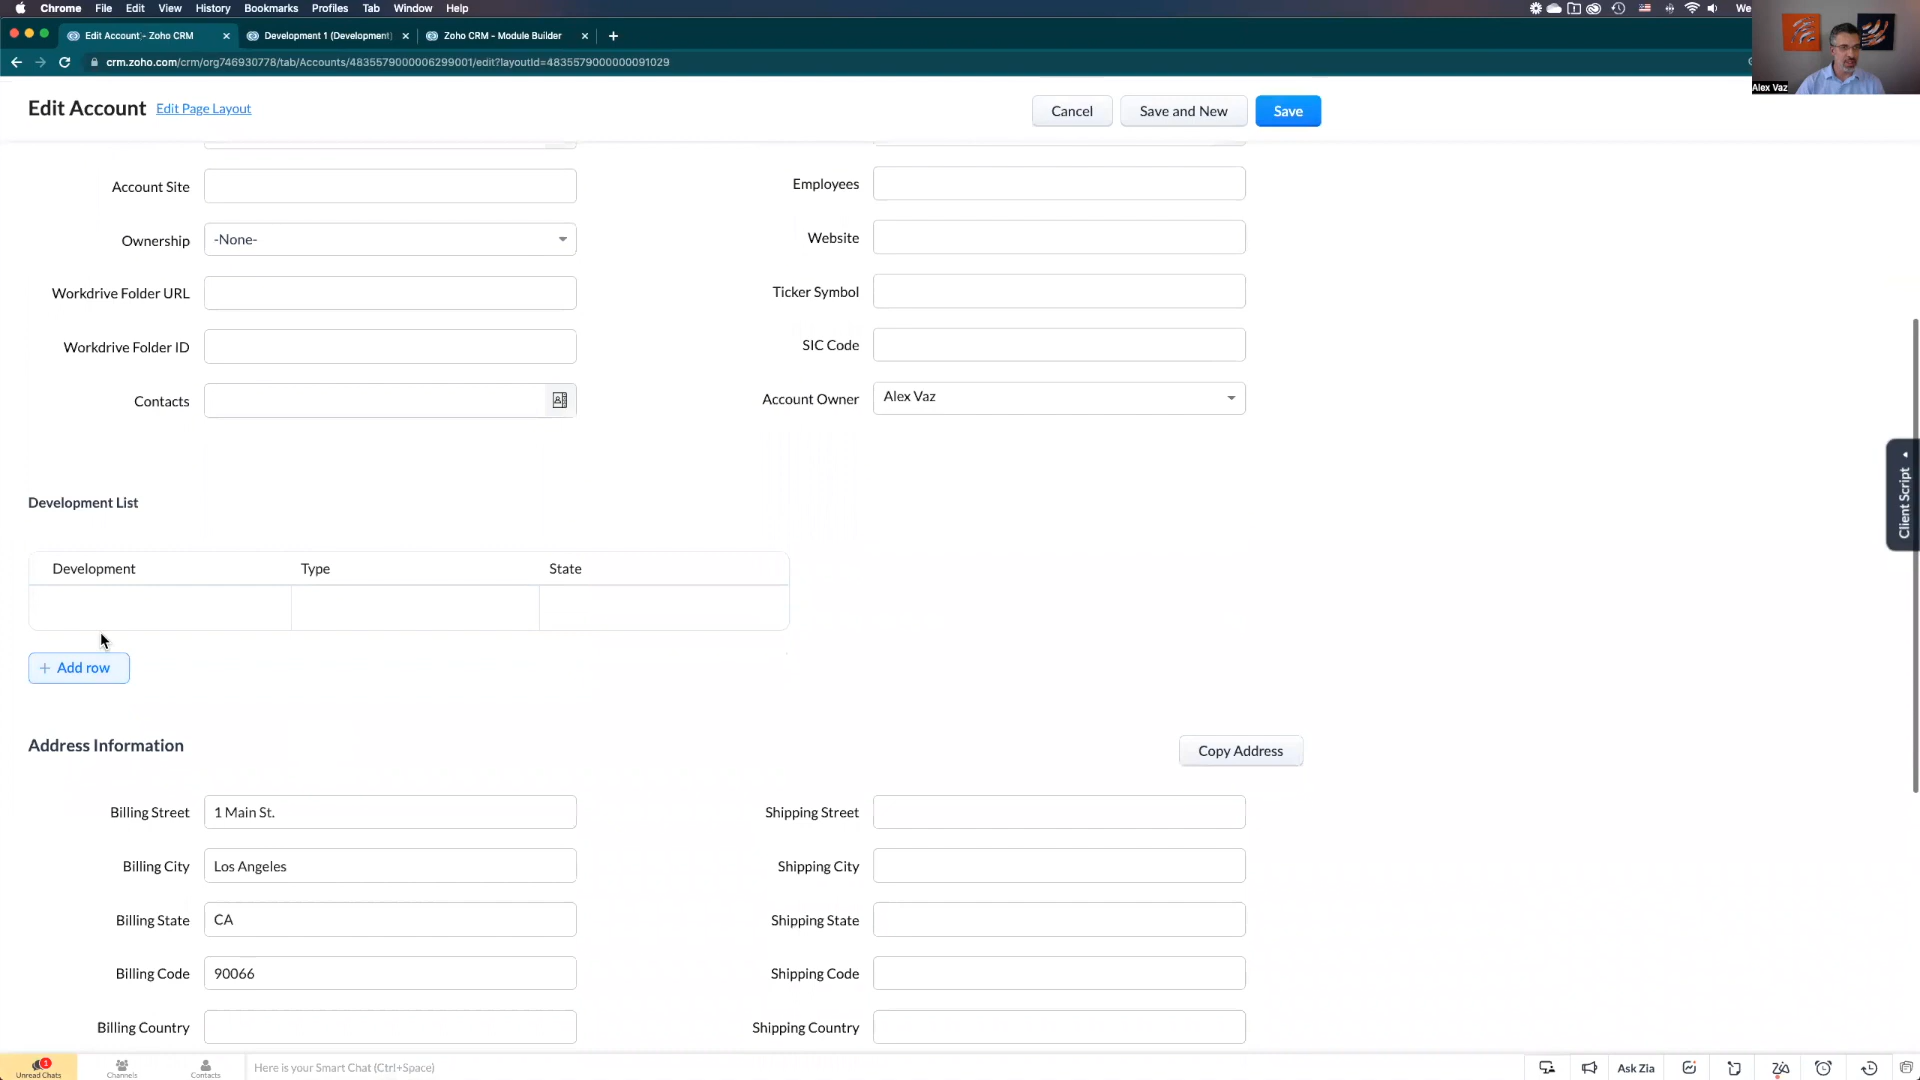 Chrome File Edit View History Bookmarks Profiles Tab Window Help We
Edit Account - Zoho CRM Development 1 (Development) Zoho CRM - Module Builder
crm.zoho.com/crm/org746930778/tab/Accounts/4835579000006299001/edit?layoutId=4835579000000091029
Alex Vaz
Edit Account Edit Page Layout Cancel Save and New Save
Account Site Employees
Ownership -None- Website
Workdrive Folder URL Ticker Symbol
Workdrive Folder ID SIC Code
Contacts Account Owner Alex Vaz
Client Script
Development List
Development Type State
+ Add row
Address Information Copy Address
Billing Street 1 Main St. Shipping Street
Billing City Los Angeles Shipping City
Billing State CA Shipping State
Billing Code 90066 Shipping Code
Billing Country Shipping Country
1
Unread Chats Channels Contacts Here is your Smart Chat (Ctrl+Space) Ask Zia